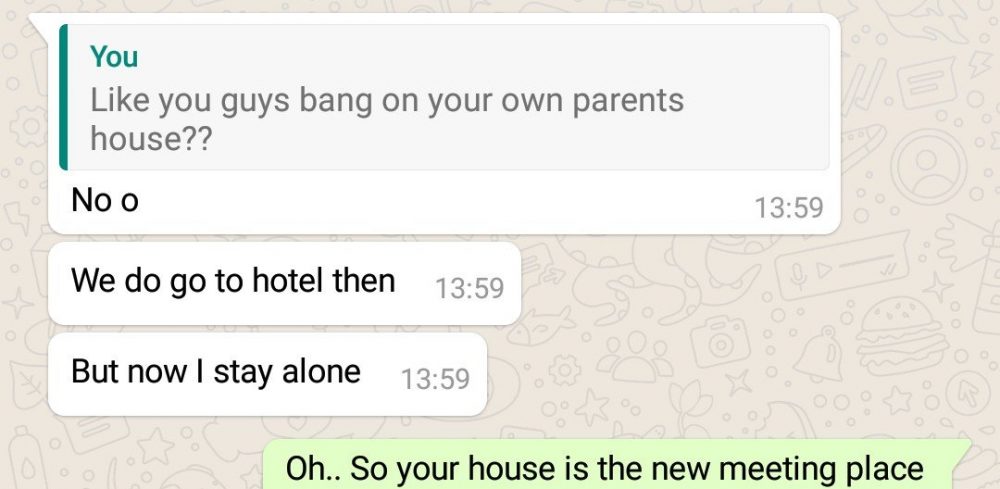 You
Like you guys bang on your own parents
house??
No o
13:59
We do go to hotel then
13:59
But now I stay alone
13:59
Oh.. So your house is the new meeting place